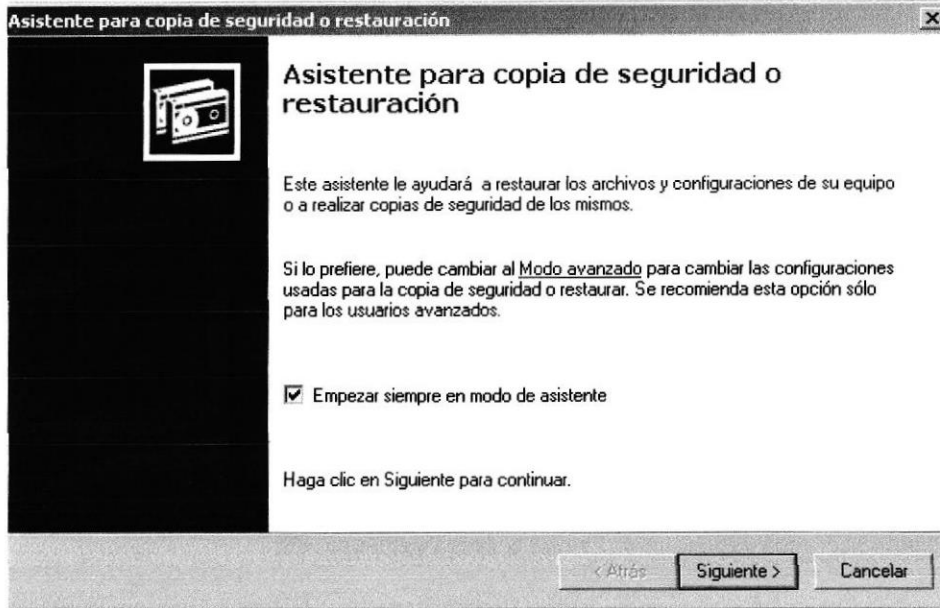 Asistente para copia de seguridad o restauración
Asistente para copia de seguridad o
restauración
Este asistente le ayudará a restaurar los archivos y configuraciones de su equipo
o a realizar copias de seguridad de los mismos.
Si lo prefiere, puede cambiar al Modo avanzado para cambiar las configuraciones
usadas para la copia de seguridad o restaurar. Se recomienda esta opción sólo
para los usuarios avanzados.
Empezar siempre en modo de asistente
Haga clic en Siguiente para continuar.
< Atrás Siguiente > Cancelar